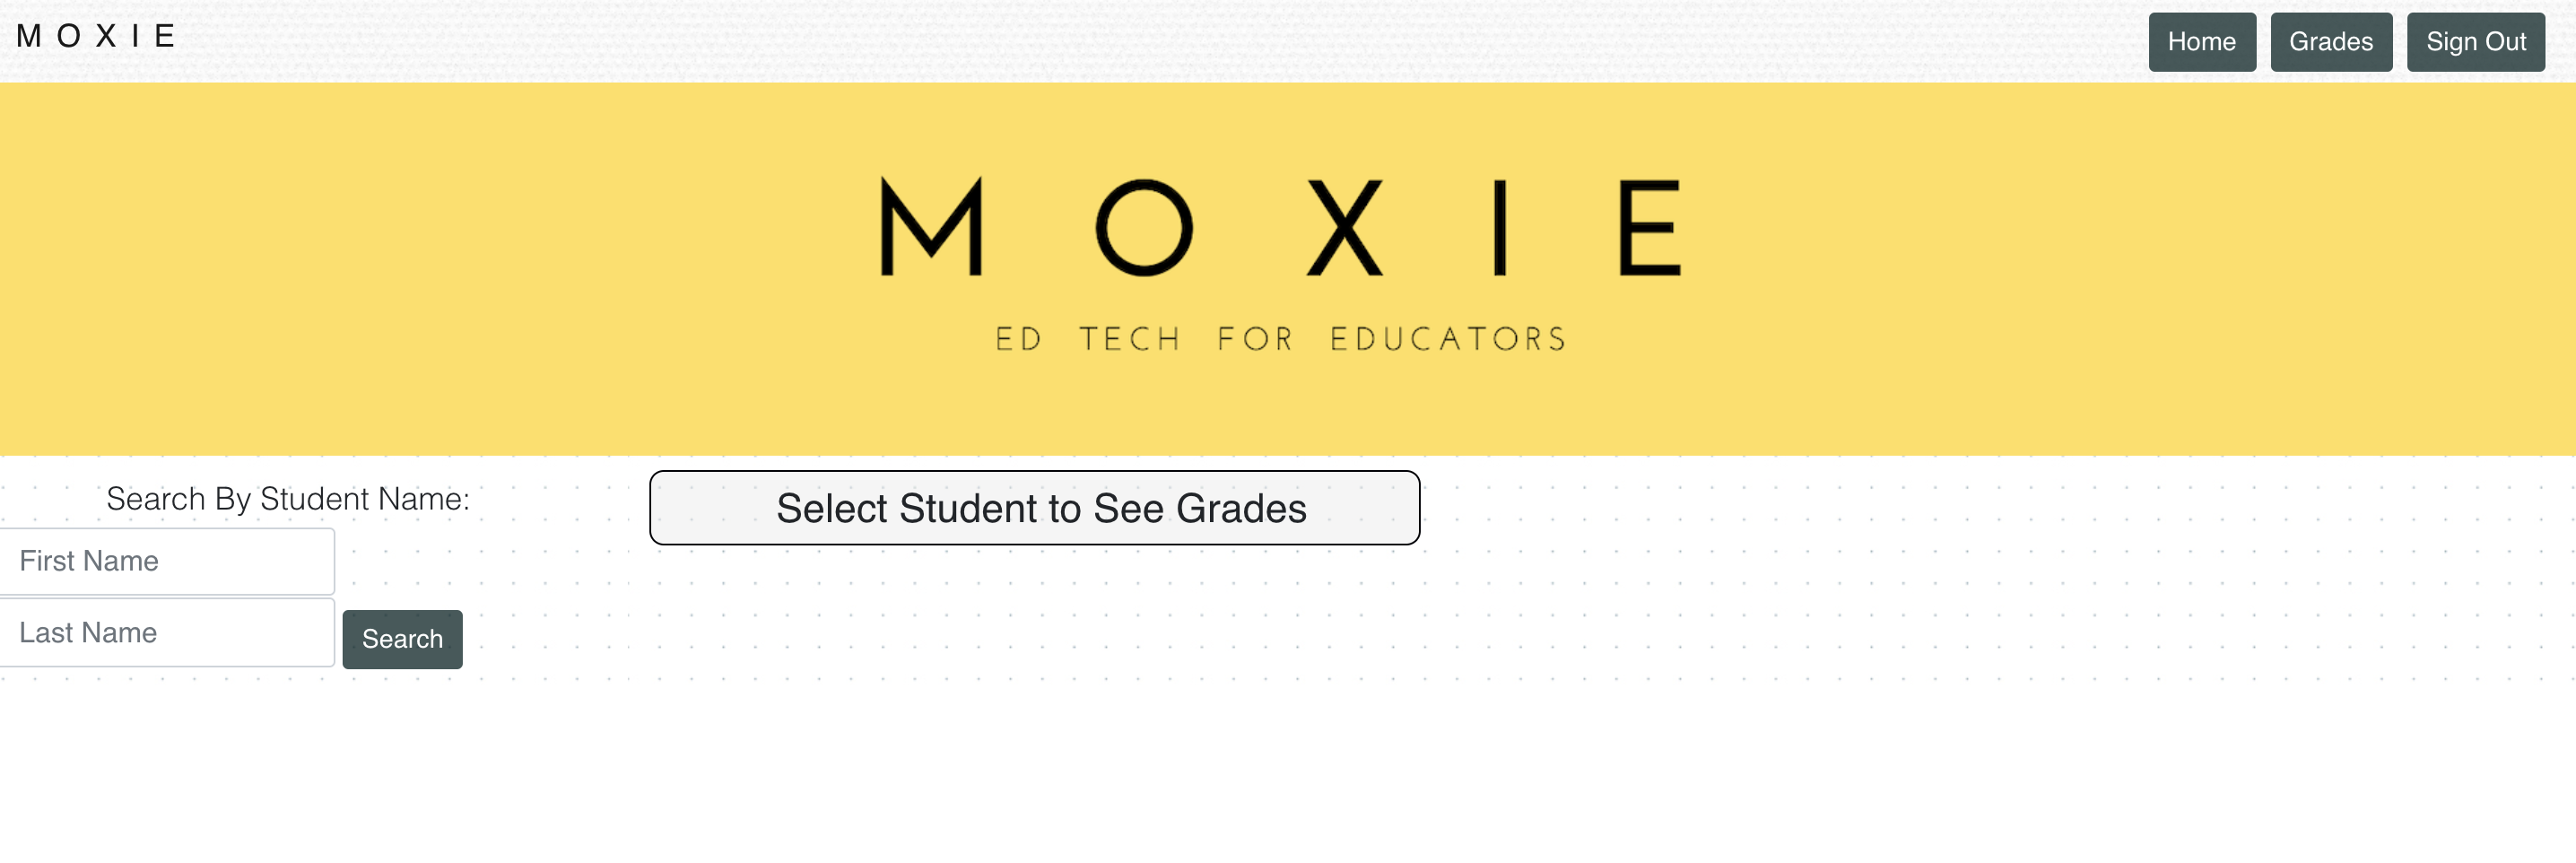 M O X I E
Home Grades Sign Out
M O X I E
ED TECH FOR EDUCATORS
Search By Student Name:
Select Student to See Grades
First Name
Last Name
Search